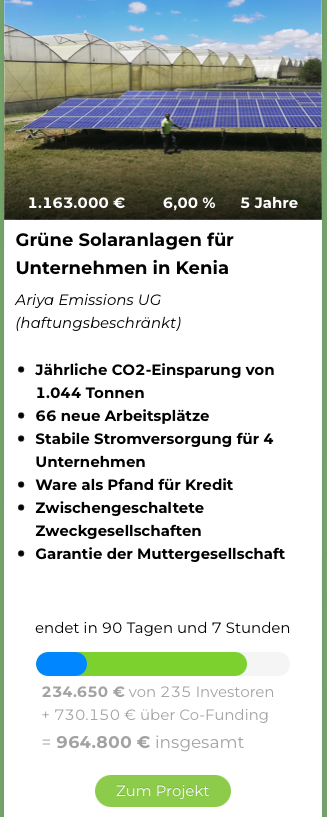 1.163.000 € 6,00 % 5 Jahre
Grüne Solaranlagen für
Unternehmen in Kenia
Ariya Emissions UG
(haftungsbeschränkt)
• Jährliche CO2-Einsparung von
1.044 Tonnen
• 66 neue Arbeitsplätze
• Stabile Stromversorgung für 4
Unternehmen
• Ware als Pfand für Kredit
• Zwischengeschaltete
Zweckgesellschaften
• Garantie der Muttergesellschaft
endet in 90 Tagen und 7 Stunden
234.650 € von 235 Investoren
+ 730.150 € über Co-Funding
= 964.800 € insgesamt
Zum Projekt